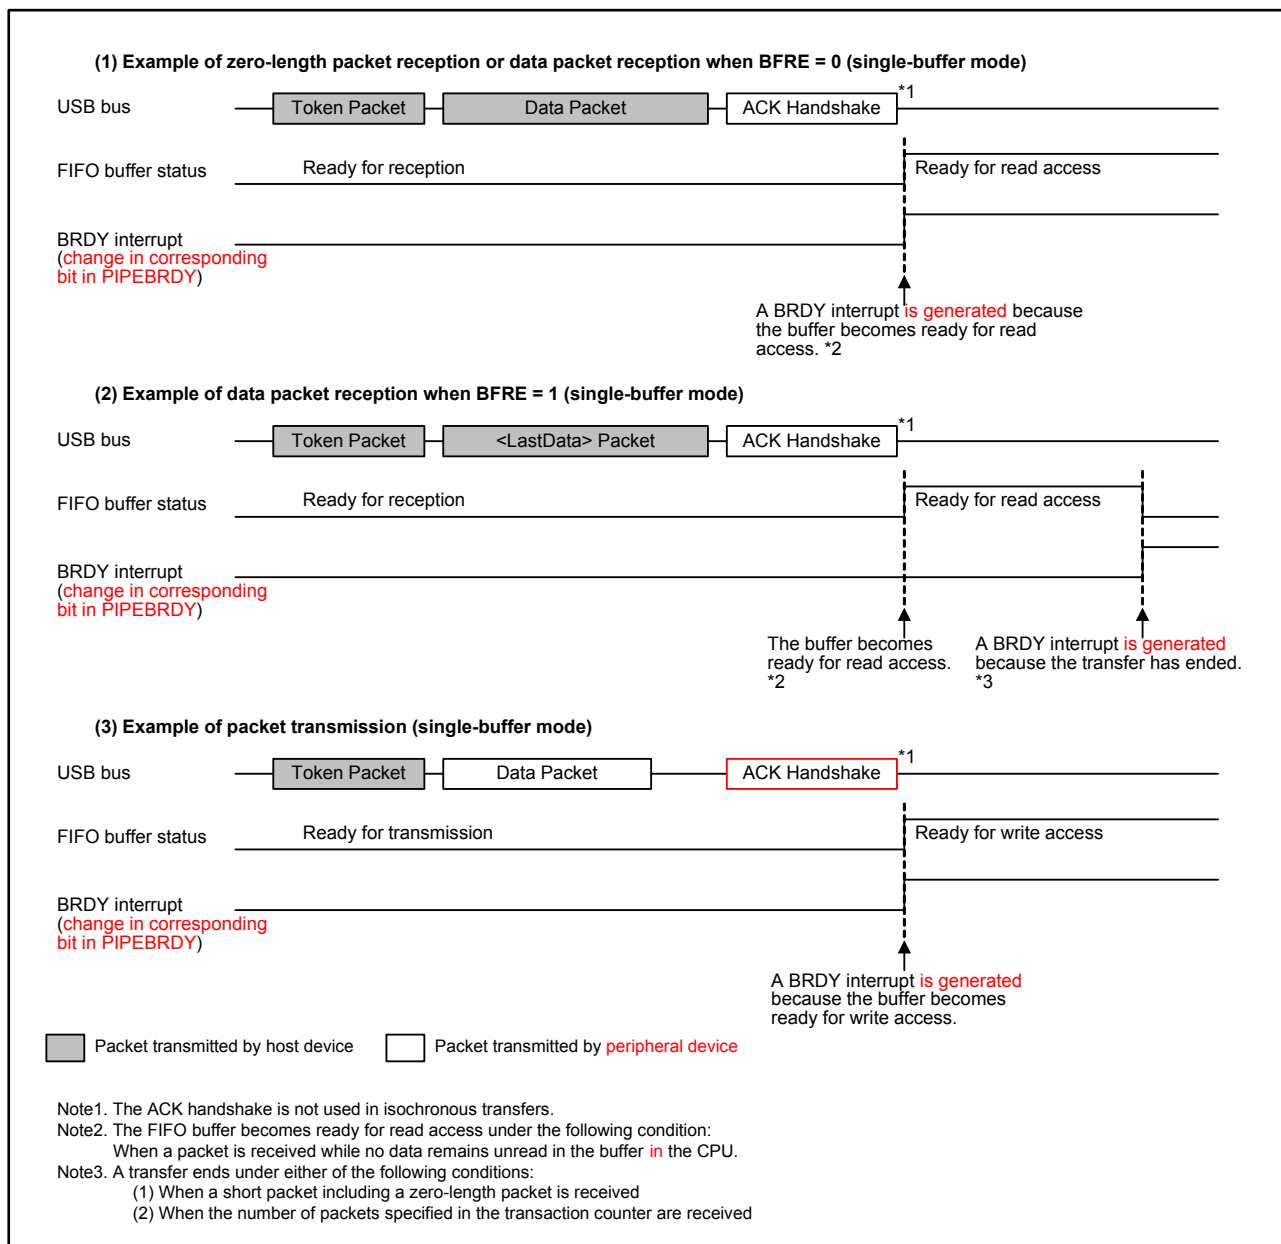 (1) Example of zero-length packet reception or data packet reception when BFRE = 0 (single-buffer mode)
USB bus
Token Packet
Data Packet
ACK Handshake
*1
FIFO buffer status
Ready for reception
Ready for read access
BRDY interrupt
(change in corresponding
bit in PIPEBRDY)
A BRDY interrupt is generated because
the buffer becomes ready for read
access. *2
(2) Example of data packet reception when BFRE = 1 (single-buffer mode)
USB bus
Token Packet
<LastData> Packet
ACK Handshake
*1
FIFO buffer status
Ready for reception
Ready for read access
BRDY interrupt
(change in corresponding
bit in PIPEBRDY)
The buffer becomes
ready for read access.
*2
A BRDY interrupt is generated
because the transfer has ended.
*3
(3) Example of packet transmission (single-buffer mode)
USB bus
Token Packet
Data Packet
ACK Handshake
*1
FIFO buffer status
Ready for transmission
Ready for write access
BRDY interrupt
(change in corresponding
bit in PIPEBRDY)
A BRDY interrupt is generated
because the buffer becomes
ready for write access.
Packet transmitted by host device
Packet transmitted by peripheral device
Note1. The ACK handshake is not used in isochronous transfers.
Note2. The FIFO buffer becomes ready for read access under the following condition:
When a packet is received while no data remains unread in the buffer in the CPU.
Note3. A transfer ends under either of the following conditions:
(1) When a short packet including a zero-length packet is received
(2) When the number of packets specified in the transaction counter are received